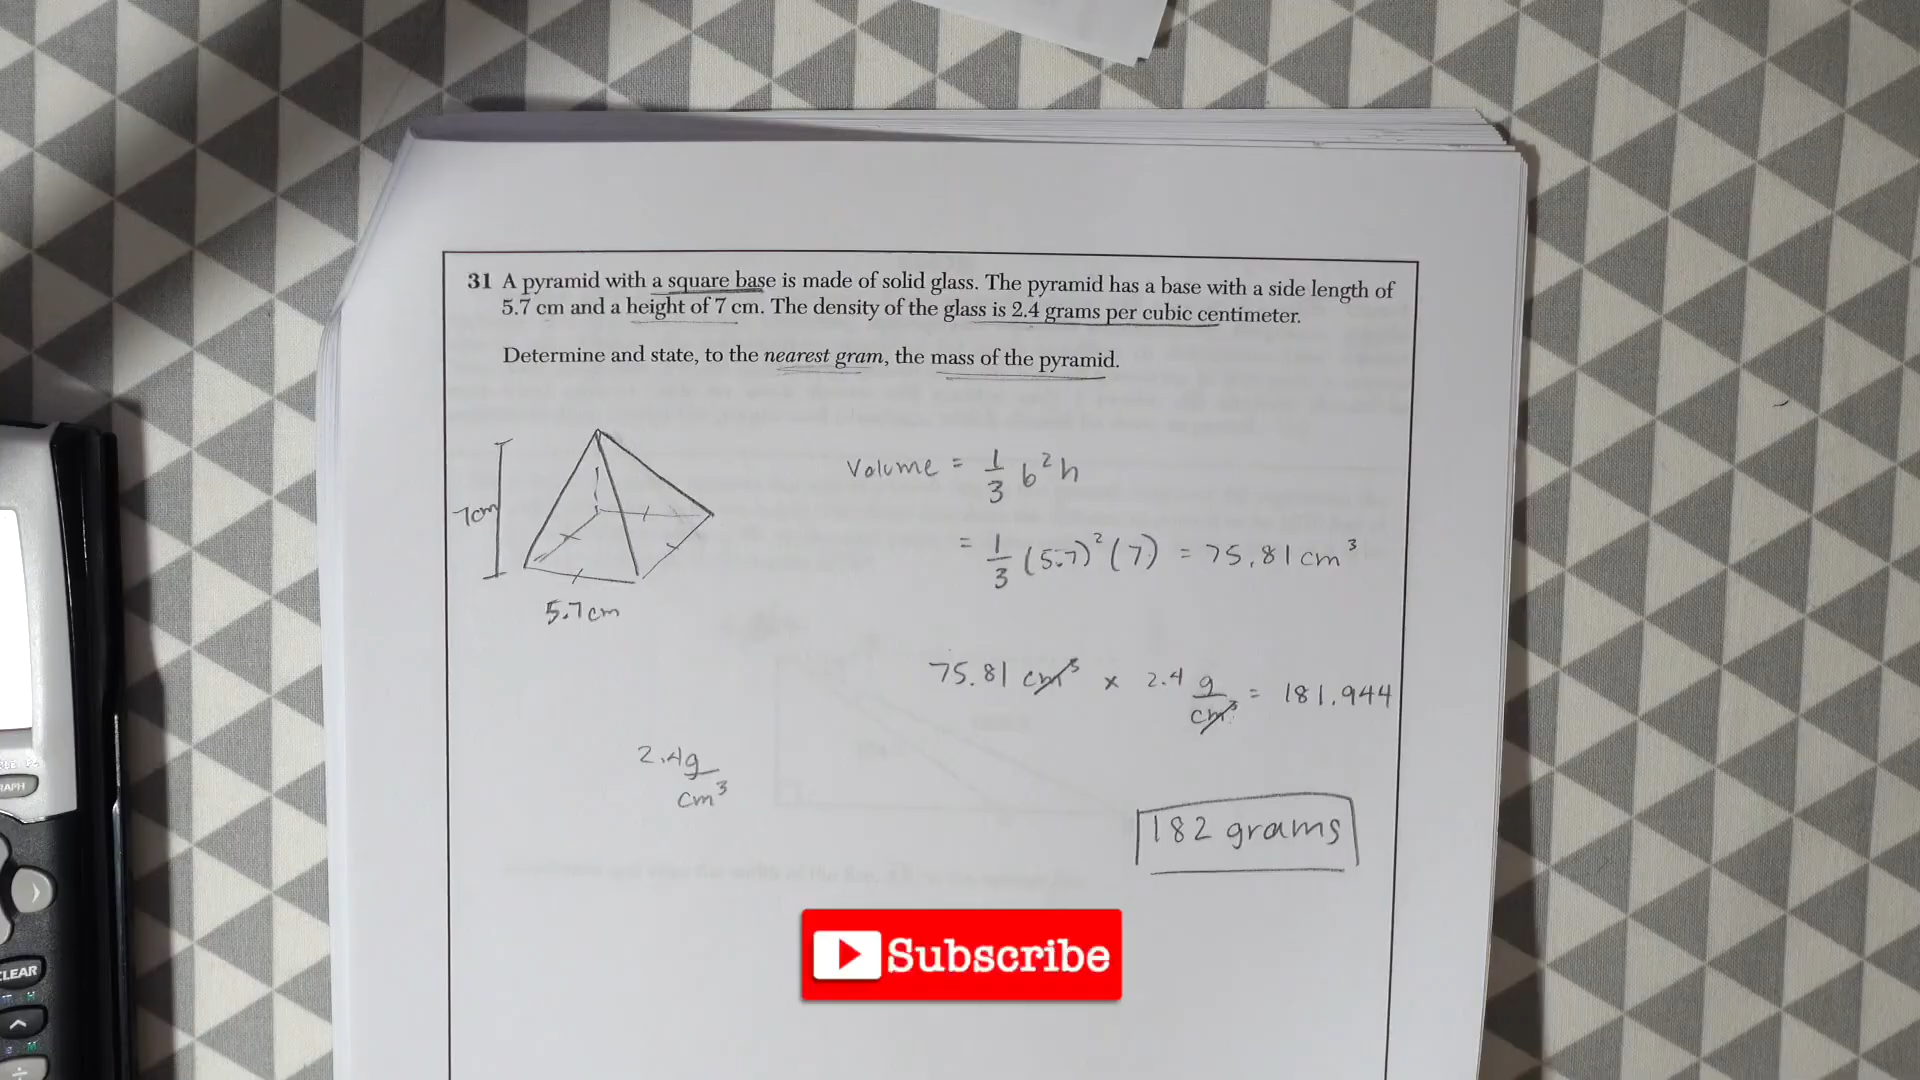 31 A pyramid with a square base is made of solid glass. The pyramid has a base with a side length of
5.7 cm and a height of 7 cm. The density of the glass is 2.4 grams per cubic centimeter.
Determine and state, to the nearest gram, the mass of the pyramid.
7cm
5.7cm
Volume = 1/3 b²h
= 1/3 (5.7)² (7) = 75.81 cm³
75.81 cm³ × 2.4 g/cm³ = 181.944
2.4g/cm³
182 grams
Subscribe
CLEAR